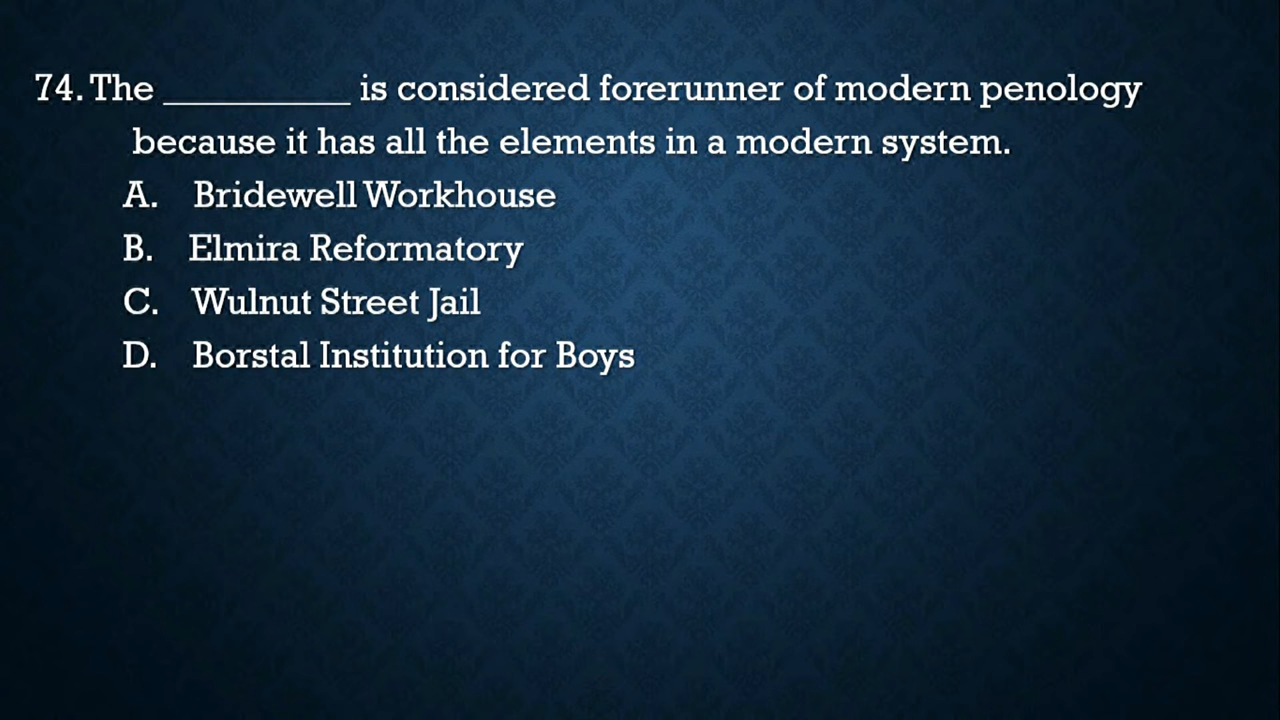 74. The __________ is considered forerunner of modern penology
because it has all the elements in a modern system.
A. Bridewell Workhouse
B. Elmira Reformatory
C. Wulnut Street Jail
D. Borstal Institution for Boys